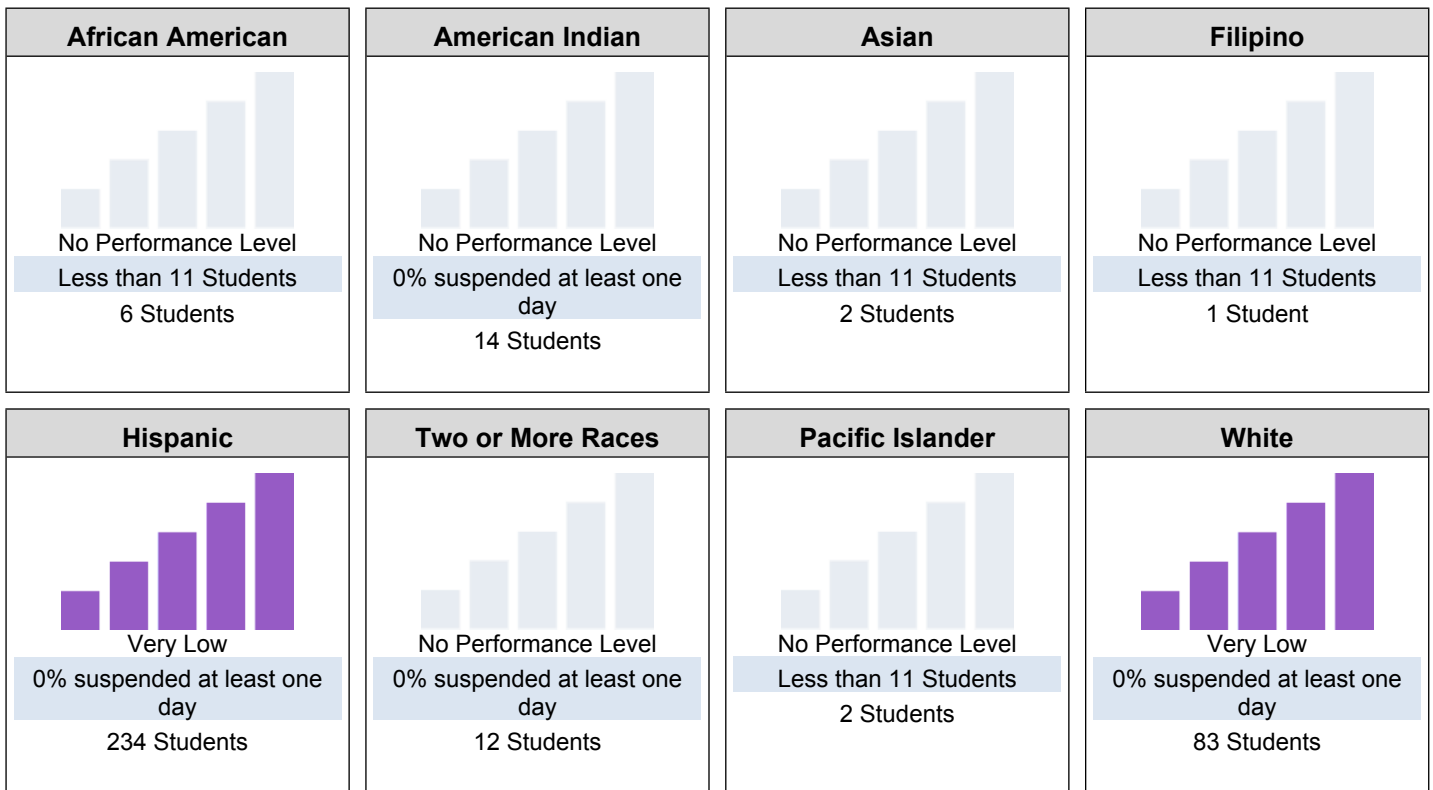 African American
No Performance Level
Less than 11 Students
6 Students
American Indian
No Performance Level
0% suspended at least one
day
14 Students
Asian
No Performance Level
Less than 11 Students
2 Students
Filipino
No Performance Level
Less than 11 Students
1 Student
Hispanic
Very Low
0% suspended at least one
day
234 Students
Two or More Races
No Performance Level
0% suspended at least one
day
12 Students
Pacific Islander
No Performance Level
Less than 11 Students
2 Students
White
Very Low
0% suspended at least one
day
83 Students